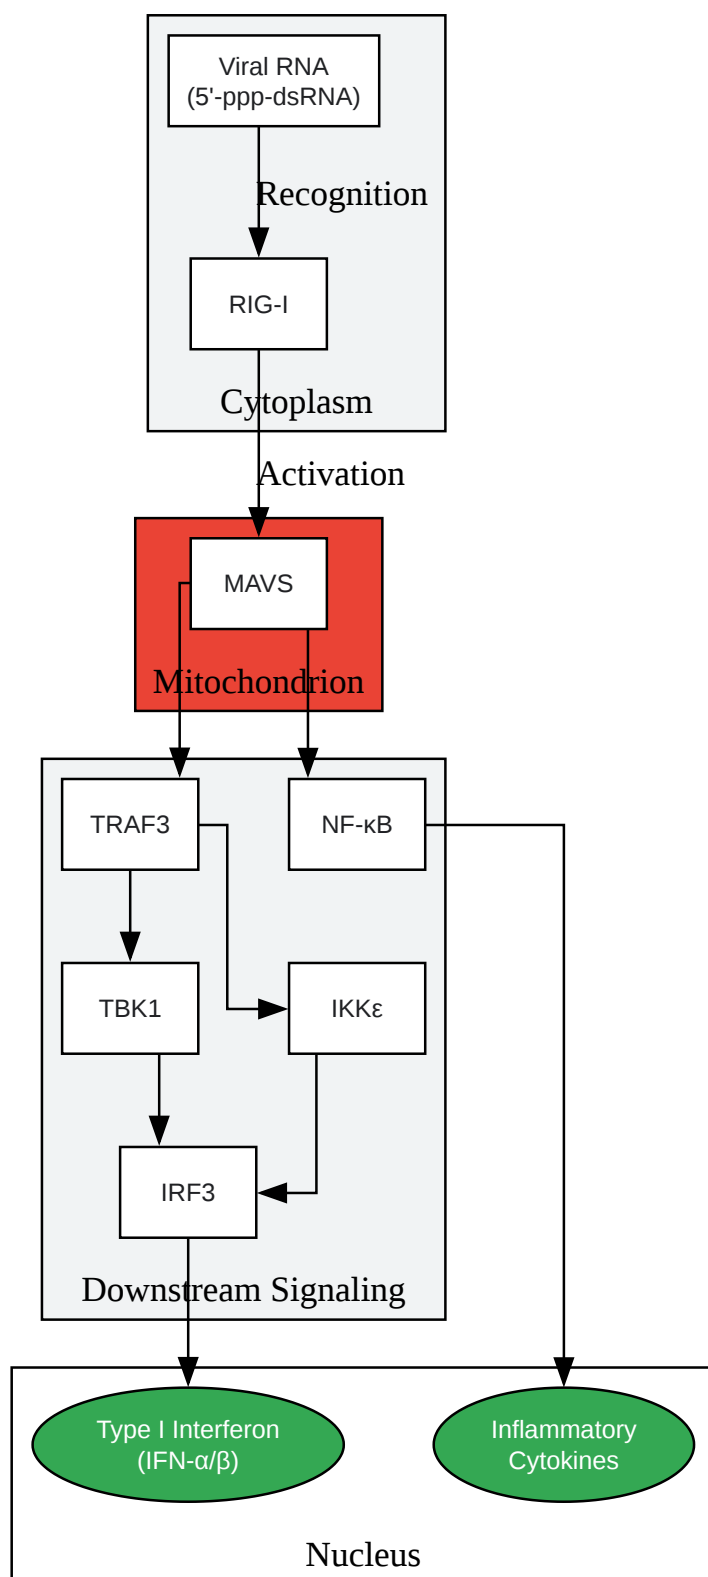 Viral RNA
(5'-ppp-dsRNA)
Recognition
RIG-I
Cytoplasm
Activation
MAVS
Mitochondrion
TRAF3
NF-κB
TBK1
IKKε
IRF3
Downstream Signaling
Type I Interferon
(IFN-α/β)
Inflammatory
Cytokines
Nucleus